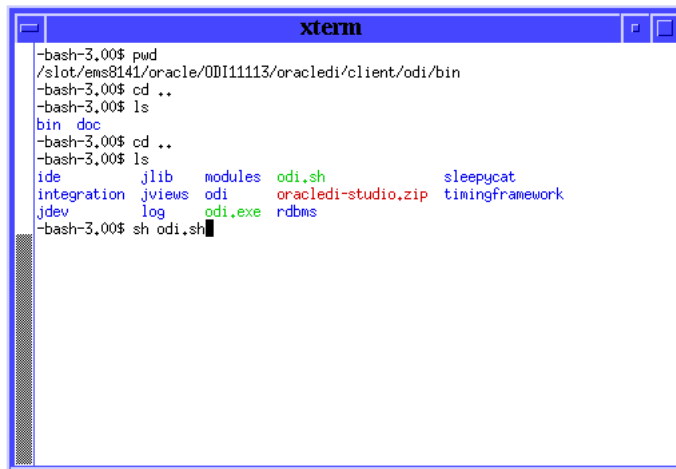 xterm
-bash-3.00$ pwd
/slot/ems8141/oracle/ODI11113/oracledi/client/odi/bin
-bash-3.00$ cd ..
-bash-3.00$ ls
bin  doc
-bash-3.00$ cd ..
-bash-3.00$ ls
ide          jlib    modules  odi.sh               sleepycat
integration  jviews  odi      oracledi-studio.zip  timingframework
jdev         log     odi.exe  rdbms
-bash-3.00$ sh odi.sh